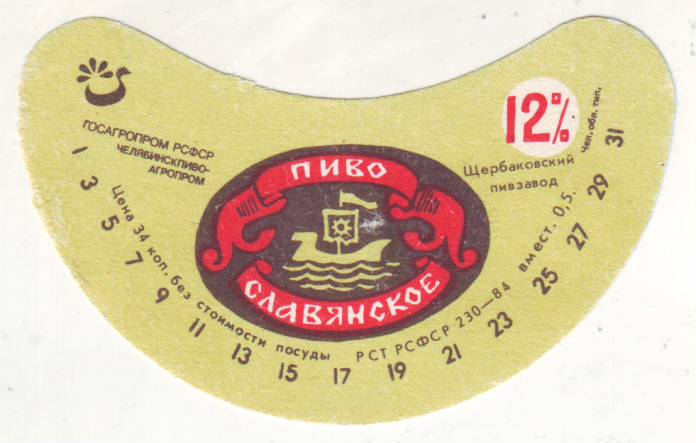 ГОСАГРОПРОМ РСФСР
ЧЕЛЯБИНСКПИВО-
АГРОПРОМ
12%
Чел. обл. тип.
Щербаковский
пивзавод
ПИВО
СЛАВЯНСКОЕ
Цена 34 коп. без стоимости посуды РСТ РСФСР 230—84 вмест. 0,5.
1 3 5 7 9 11 13 15 17 19 21 23 25 27 29 31